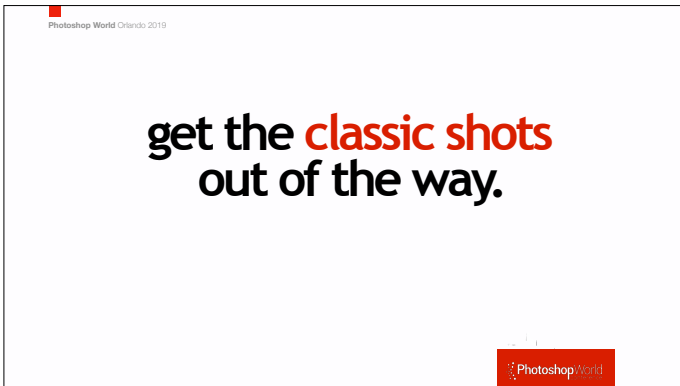 Photoshop World Orlando 2019
get the classic shots
out of the way.
PhotoshopWorld